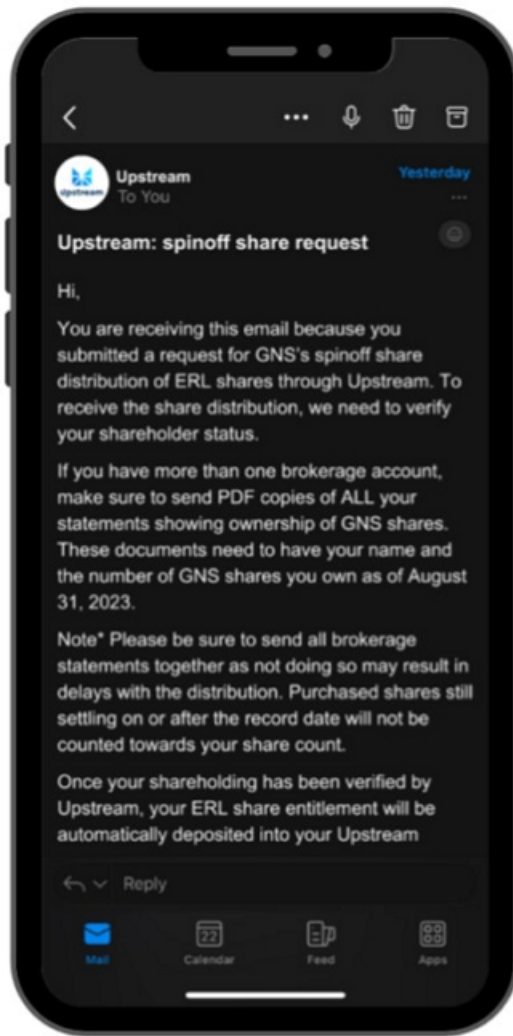 Upstream
Yesterday
upstream
To You
Upstream: spinoff share request
Hi,
You are receiving this email because you
submitted a request for GNS's spinoff share
distribution of ERL shares through Upstream. To
receive the share distribution, we need to verify
your shareholder status.
If you have more than one brokerage account,
make sure to send PDF copies of ALL your
statements showing ownership of GNS shares.
These documents need to have your name and
the number of GNS shares you own as of August
31, 2023.
Note* Please be sure to send all brokerage
statements together as not doing so may result in
delays with the distribution. Purchased shares still
settling on or after the record date will not be
counted towards your share count.
Once your shareholding has been verified by
Upstream, your ERL share entitlement will be
automatically deposited into your Upstream
Reply
22
Mail
Calendar
Feed
Apps